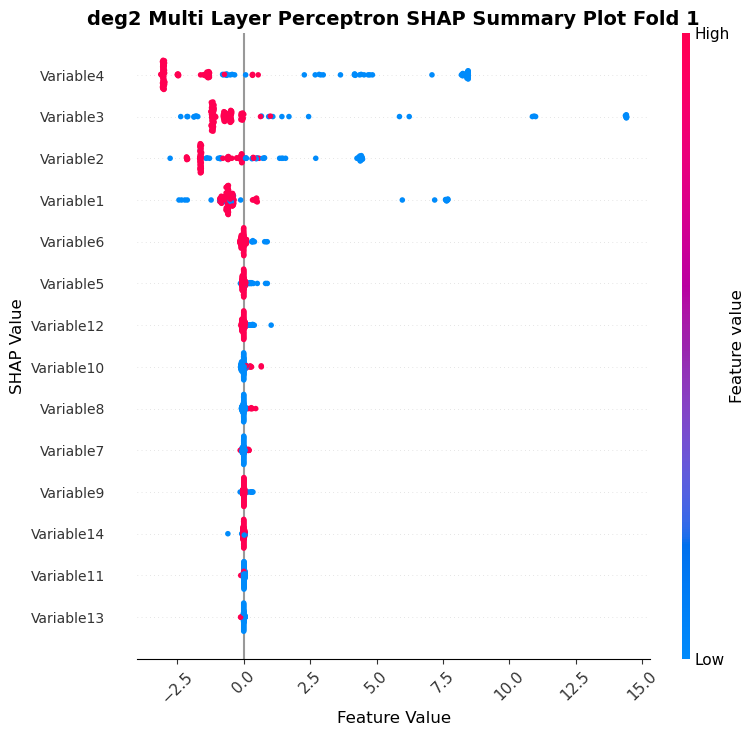 deg2 Multi Layer Perceptron SHAP Summary Plot Fold 1
High
Variable4
Variable3
Variable2
Variable1
Variable6
Variable5
Variable12
Variable10
Variable8
Variable7
Variable9
Variable14
Variable11
Variable13
SHAP Value
Feature value
Low
−2.5
0.0
2.5
5.0
7.5
10.0
12.5
15.0
Feature Value